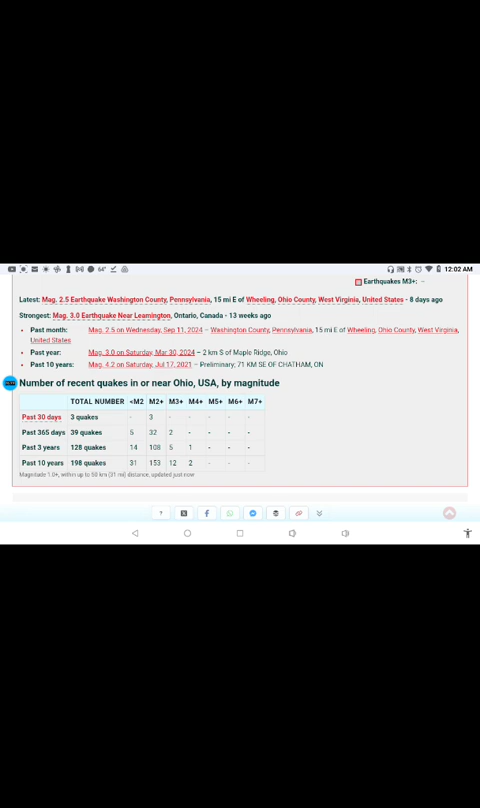 64° 12:02 AM
Earthquakes M3+: --
Latest: Mag. 2.5 Earthquake Washington County, Pennsylvania, 15 mi E of Wheeling, Ohio County, West Virginia, United States - 8 days ago
Strongest: Mag. 3.0 Earthquake Near Leamington, Ontario, Canada - 13 weeks ago
• Past month: Mag. 2.5 on Wednesday, Sep 11, 2024 – Washington County, Pennsylvania, 15 mi E of Wheeling, Ohio County, West Virginia,
United States
• Past year: Mag. 3.0 on Saturday, Mar 30, 2024 – 2 km S of Maple Ridge, Ohio
• Past 10 years: Mag. 4.2 on Saturday, Jul 17, 2021 – Preliminary; 71 KM SE OF CHATHAM, ON
Number of recent quakes in or near Ohio, USA, by magnitude
TOTAL NUMBER <M2 M2+ M3+ M4+ M5+ M6+ M7+
Past 30 days 3 quakes - 3 - - - - -
Past 365 days 39 quakes 5 32 2 - - - -
Past 3 years 128 quakes 14 108 5 1 - - -
Past 10 years 198 quakes 31 153 12 2 - - -
Magnitude 1.0+, within up to 50 km (31 mi) distance, updated just now
?